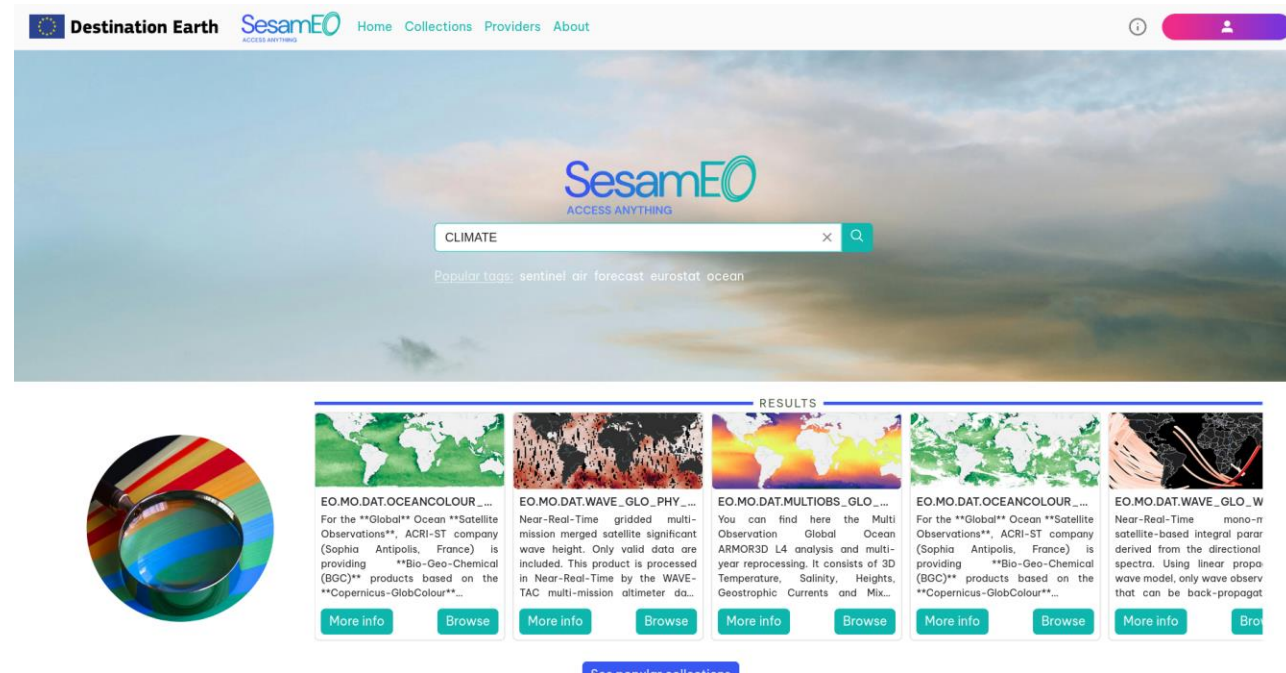 Destination Earth
SesamEO
ACCESS ANYTHING
Home Collections Providers About
SesamEO
ACCESS ANYTHING
CLIMATE
Popular tags: sentinel air forecast eurostat ocean
RESULTS
EO.MO.DAT.OCEANCOLOUR_...
For the **Global** Ocean **Satellite
Observations**, ACRI-ST company
(Sophia Antipolis, France) is
providing **Bio-Geo-Chemical
(BGC)** products based on the
**Copernicus-GlobColour**...
More info Browse
EO.MO.DAT.WAVE_GLO_PHY_...
Near-Real-Time gridded multi-
mission merged satellite significant
wave height. Only valid data are
included. This product is processed
in Near-Real-Time by the WAVE-
TAC multi-mission altimeter da...
More info Browse
EO.MO.DAT.MULTIOBS_GLO_...
You can find here the Multi
Observation Global Ocean
ARMOR3D L4 analysis and multi-
year reprocessing. It consists of 3D
Temperature, Salinity, Heights,
Geostrophic Currents and Mix...
More info Browse
EO.MO.DAT.OCEANCOLOUR_...
For the **Global** Ocean **Satellite
Observations**, ACRI-ST company
(Sophia Antipolis, France) is
providing **Bio-Geo-Chemical
(BGC)** products based on the
**Copernicus-GlobColour**...
More info Browse
EO.MO.DAT.WAVE_GLO_W
Near-Real-Time mono-m
satellite-based integral parar
derived from the directional
spectra. Using linear propa
wave model, only wave observ
that can be back-propagat
More info Bro
See popular collections